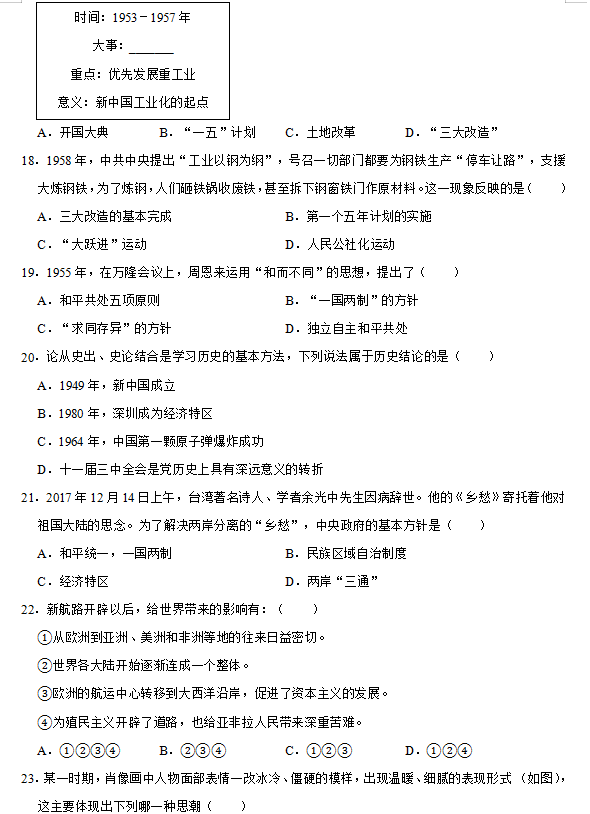 时间：1953－1957年
大事：______
重点：优先发展重工业
意义：新中国工业化的起点
A．开国大典 B．“一五”计划 C．土地改革 D．“三大改造”
18．1958年，中共中央提出“工业以钢为纲”，号召一切部门都要为钢铁生产“停车让路”，支援
大炼钢铁，为了炼钢，人们砸铁锅收废铁，甚至拆下钢窗铁门作原材料。这一现象反映的是（ ）
A．三大改造的基本完成 B．第一个五年计划的实施
C．“大跃进”运动 D．人民公社化运动
19．1955年，在万隆会议上，周恩来运用“和而不同”的思想，提出了（ ）
A．和平共处五项原则 B．“一国两制”的方针
C．“求同存异”的方针 D．独立自主和平共处
20．论从史出、史论结合是学习历史的基本方法，下列说法属于历史结论的是（ ）
A．1949年，新中国成立
B．1980年，深圳成为经济特区
C．1964年，中国第一颗原子弹爆炸成功
D．十一届三中全会是党历史上具有深远意义的转折
21．2017年12月14日上午，台湾著名诗人、学者余光中先生因病辞世。他的《乡愁》寄托着他对
祖国大陆的思念。为了解决两岸分离的“乡愁”，中央政府的基本方针是（ ）
A．和平统一，一国两制 B．民族区域自治制度
C．经济特区 D．两岸“三通”
22．新航路开辟以后，给世界带来的影响有：（ ）
①从欧洲到亚洲、美洲和非洲等地的往来日益密切。
②世界各大陆开始逐渐连成一个整体。
③欧洲的航运中心转移到大西洋沿岸，促进了资本主义的发展。
④为殖民主义开辟了道路，也给亚非拉人民带来深重苦难。
A．①②③④ B．②③④ C．①②③ D．①②④
23．某一时期，肖像画中人物面部表情一改冰冷、僵硬的模样，出现温暖、细腻的表现形式（如图），
这主要体现出下列哪一种思潮（ ）